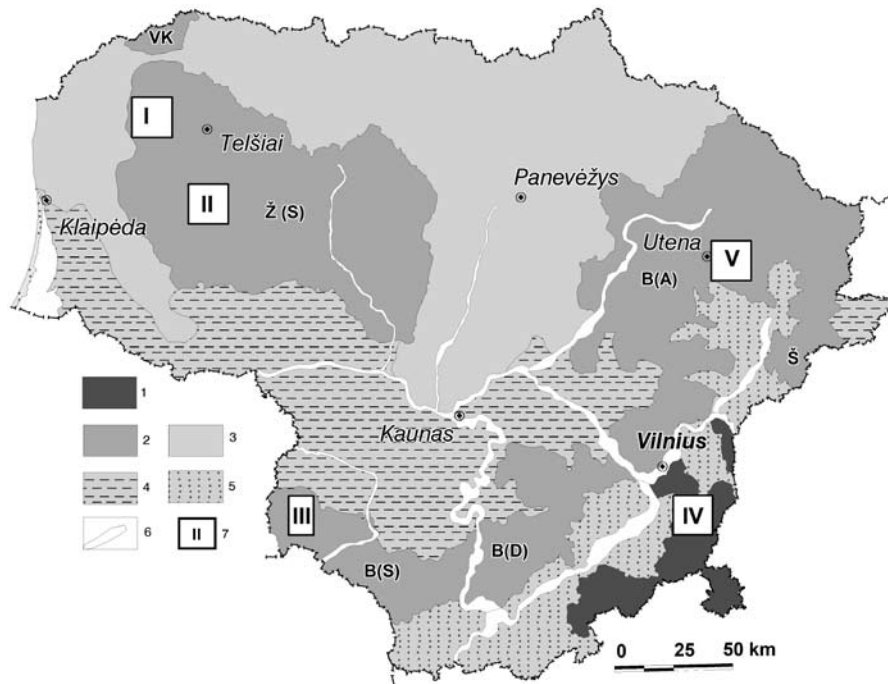 VK
I
Telšiai
II
Ž (S)
Klaipėda
Panevėžys
Utena
V
B(A)
Š
1
2
3
4
5
6
II
7
Kaunas
Vilnius
III
IV
B(S)
B(D)
0 25 50 km